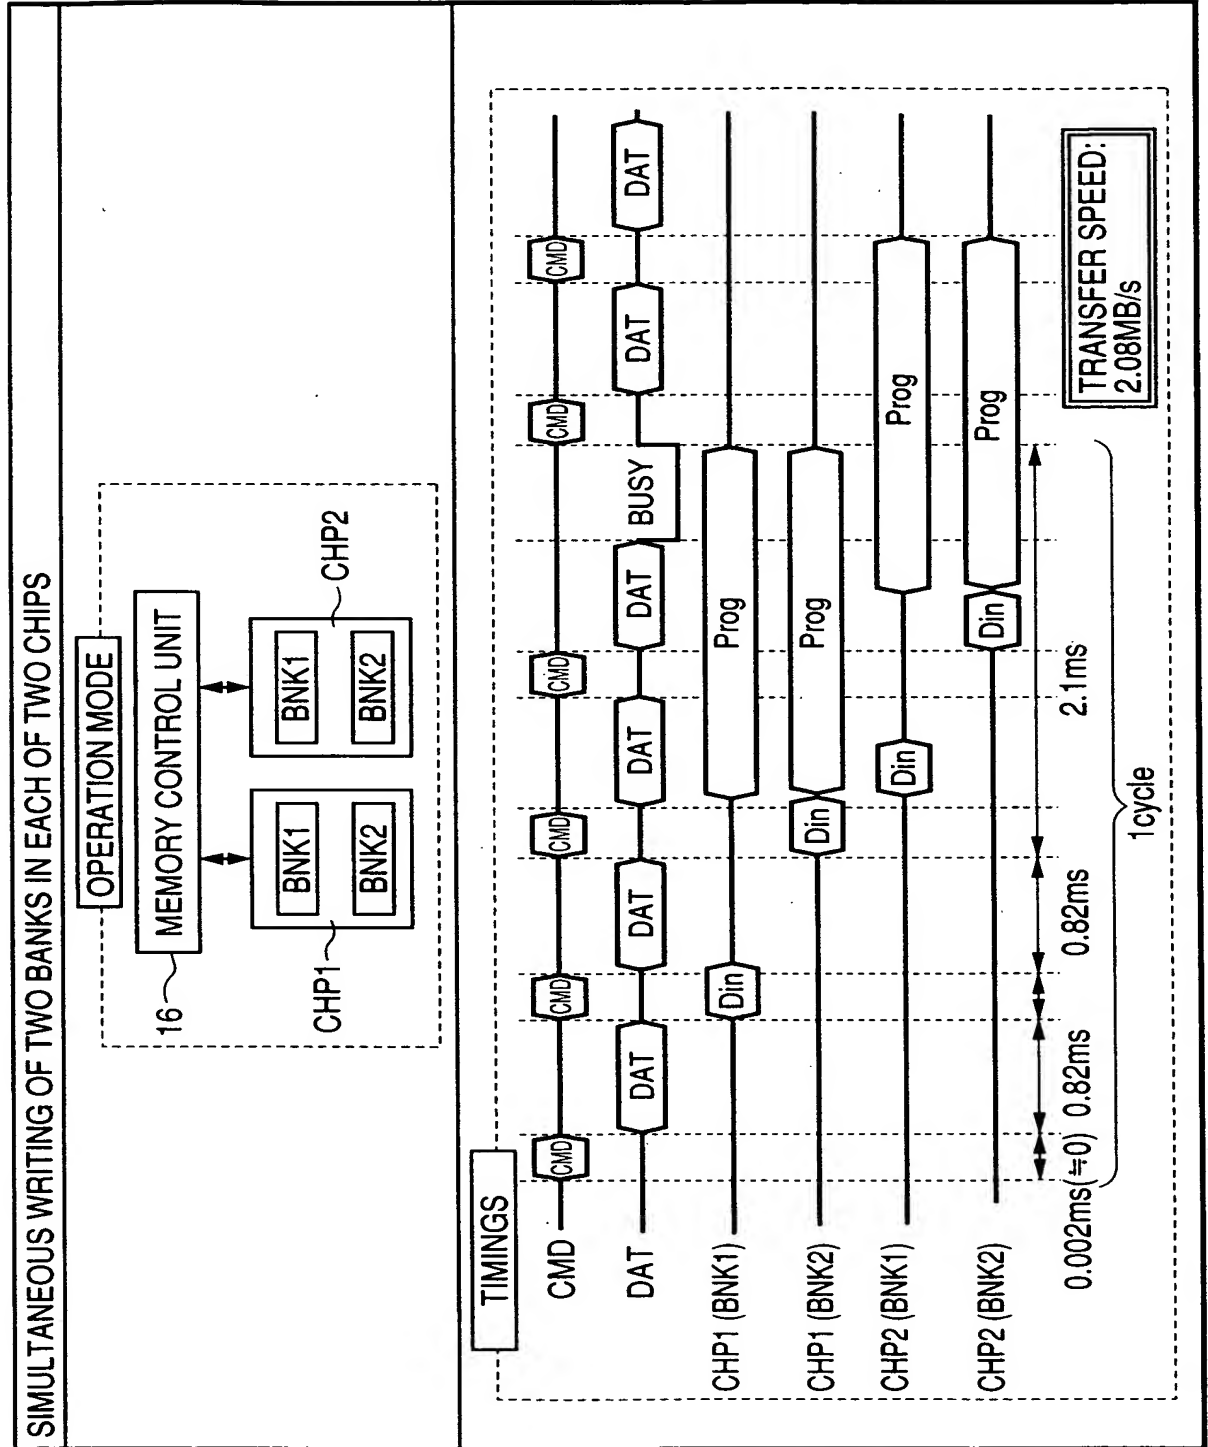 SIMULTANEOUS WRITING OF TWO BANKS IN EACH OF TWO CHIPS
OPERATION MODE
16
MEMORY CONTROL UNIT
CHP1
BNK1
BNK2
BNK1
BNK2
CHP2
TIMINGS
CMD
CMD
CMD
CMD
CMD
CMD
CMD
DAT
DAT
DAT
DAT
DAT
BUSY
DAT
DAT
CHP1 (BNK1)
Din
Prog
CHP1 (BNK2)
Din
Prog
CHP2 (BNK1)
Din
Prog
CHP2 (BNK2)
Din
Prog
0.002ms(≒0)
0.82ms
0.82ms
2.1ms
1cycle
TRANSFER SPEED:
2.08MB/s